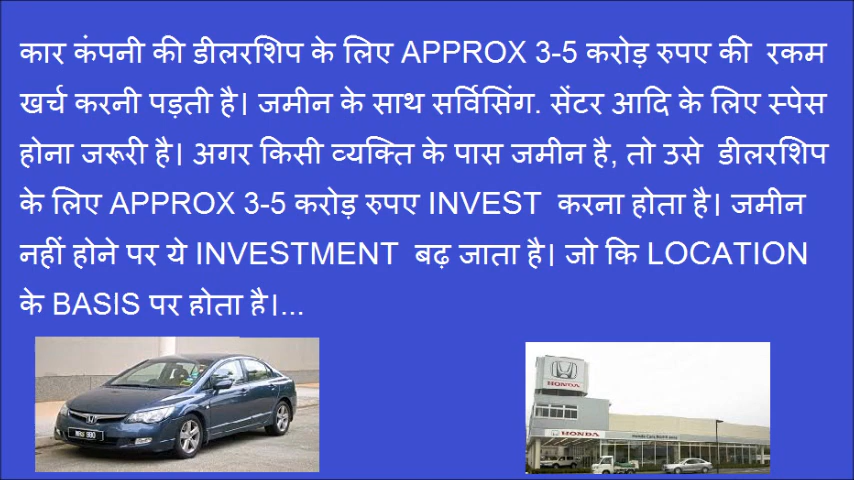 कार कंपनी की डीलरशिप के लिए APPROX 3-5 करोड़ रुपए की रकम
खर्च करनी पड़ती है। जमीन के साथ सर्विसिंग. सेंटर आदि के लिए स्पेस
होना जरूरी है। अगर किसी व्यक्ति के पास जमीन है, तो उसे डीलरशिप
के लिए APPROX 3-5 करोड़ रुपए INVEST करना होता है। जमीन
नहीं होने पर ये INVESTMENT बढ़ जाता है। जो कि LOCATION
के BASIS पर होता है।...
HONDA
HONDA